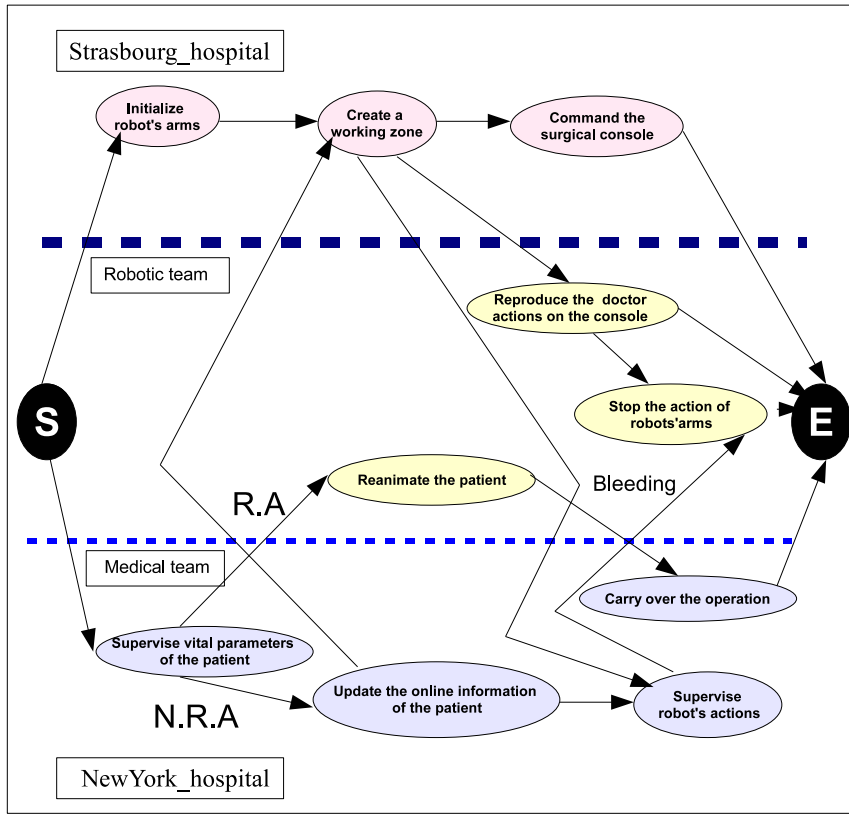 Strasbourg_hospital
Initialize
robot's arms
Create a
working zone
Command the
surgical console
Robotic team
Reproduce the doctor
actions on the console
S
E
Stop the action of
robots'arms
Reanimate the patient
Bleeding
R.A
Medical team
Carry over the operation
Supervise vital parameters
of the patient
Update the online information
of the patient
Supervise
robot's actions
N.R.A
NewYork_hospital